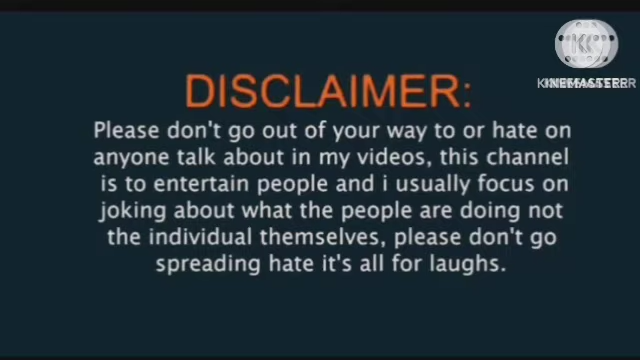 DISCLAIMER:
Please don't go out of your way to or hate on
anyone talk about in my videos, this channel
is to entertain people and i usually focus on
joking about what the people are doing not
the individual themselves, please don't go
spreading hate it's all for laughs.